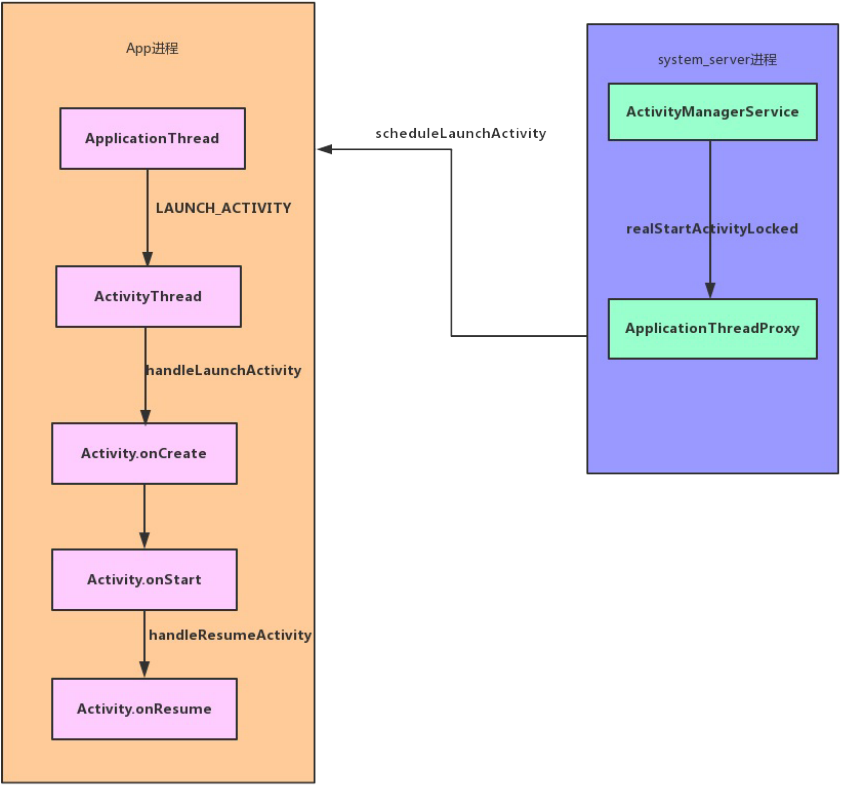 App进程
ApplicationThread
LAUNCH_ACTIVITY
ActivityThread
handleLaunchActivity
Activity.onCreate
Activity.onStart
handleResumeActivity
Activity.onResume
scheduleLaunchActivity
system_server进程
ActivityManagerService
realStartActivityLocked
ApplicationThreadProxy